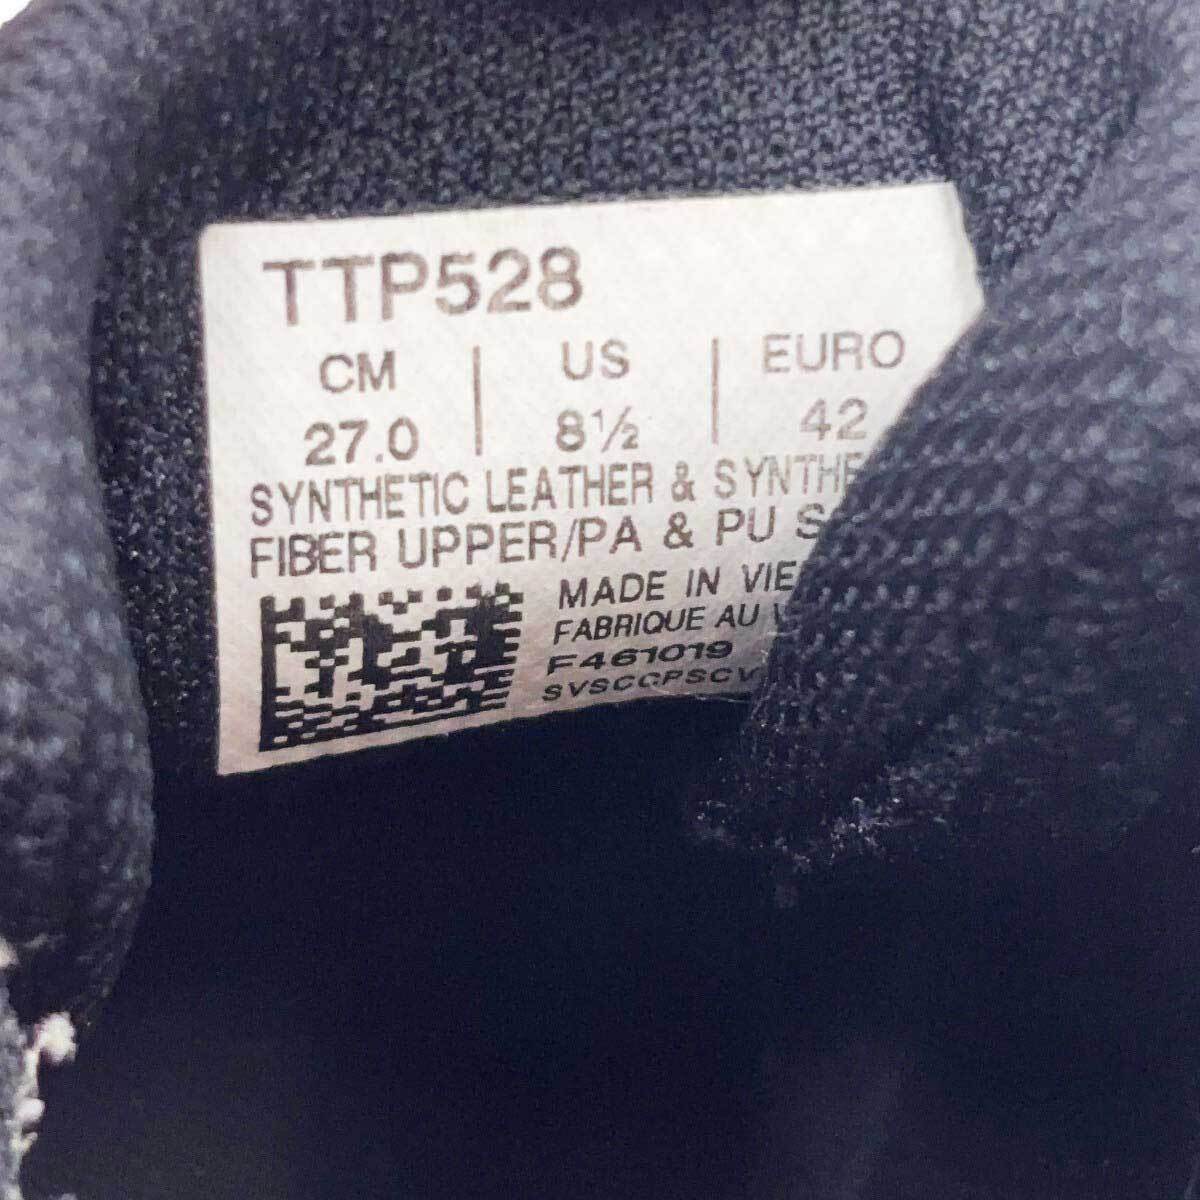 TTP528
CM | US | EURO
27.0 | 8½ | 42
SYNTHETIC LEATHER & SYNTHE
FIBER UPPER/PA & PU S
MADE IN VIE
FABRIQUE AU
F461019
SVSCCPSCV